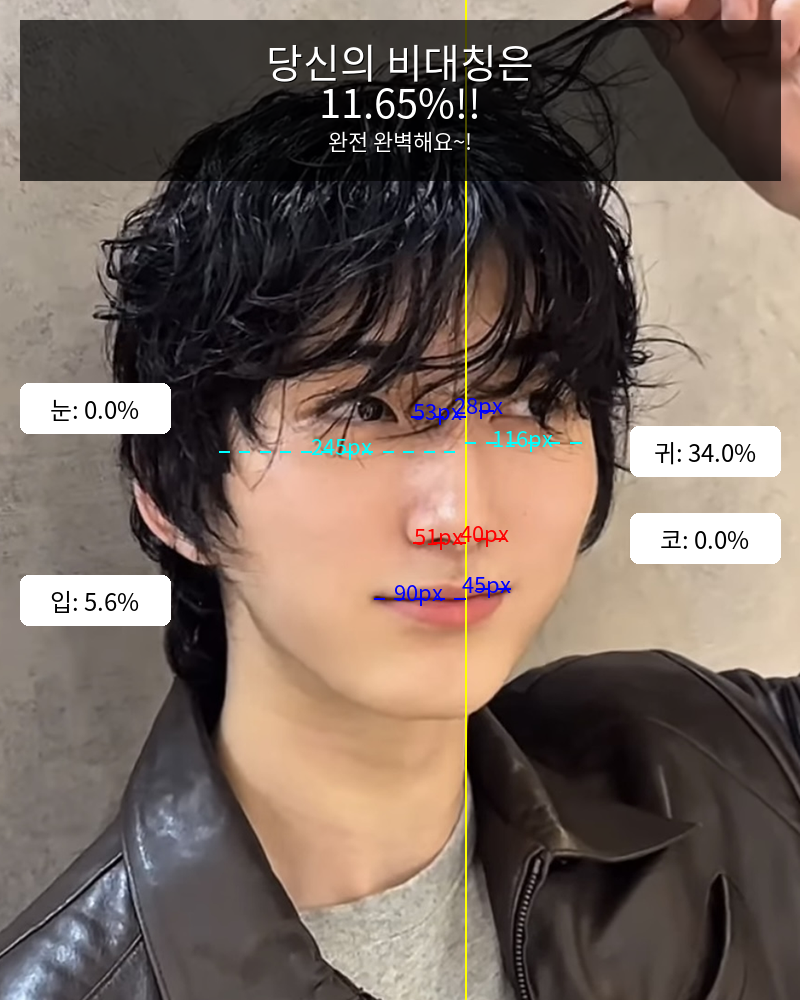 당신의 비대칭은
11.65%!!
완전 완벽해요~!
눈: 0.0%
53px
28px
245px
116px
귀: 34.0%
51px
40px
코: 0.0%
입: 5.6%
90px
45px